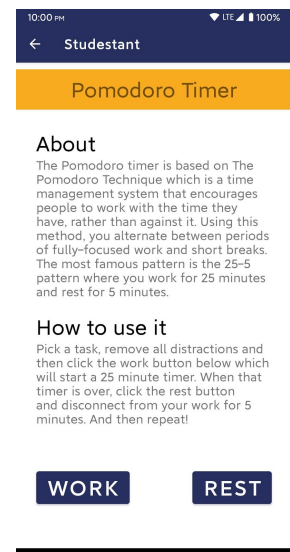 10:00 PM LTE 100%
Studestant
Pomodoro Timer
About
The Pomodoro timer is based on The
Pomodoro Technique which is a time
management system that encourages
people to work with the time they
have, rather than against it. Using this
method, you alternate between periods
of fully-focused work and short breaks.
The most famous pattern is the 25–5
pattern where you work for 25 minutes
and rest for 5 minutes.
How to use it
Pick a task, remove all distractions and
then click the work button below which
will start a 25 minute timer. When that
timer is over, click the rest button
and disconnect from your work for 5
minutes. And then repeat!
WORK REST